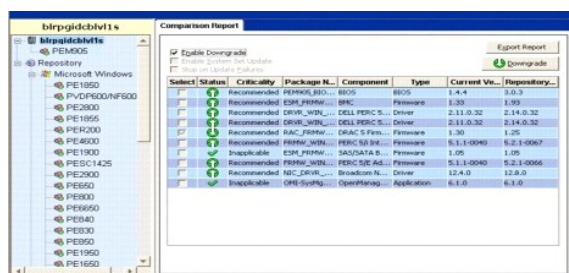 blrpgidcblvl1s
Comparison Report
blrpgidcblvl1s
PEM905
Repository
Microsoft Windows
PE1850
PVDP600/NF600
PE2800
PE1855
PER200
PE4600
PE1900
PESC1425
PE2900
PE650
PE800
PE6650
PE840
PE830
PE850
PE1950
PE1650
Enable Downgrade
Enable System Set Update
Stop on Update Failures
Export Report
Downgrade
Select Status Criticality Package N... Component Type Current Ve... Repository...
Recommended PEM905_BIO... BIOS BIOS 1.4.4 3.0.3
Recommended ESM_FRMW... BMC Firmware 1.33 1.93
Recommended DRVR_WIN_... DELL PERC 5... Driver 2.11.0.32 2.14.0.32
Recommended DRVR_WIN_... DELL PERC 5... Driver 2.11.0.32 2.14.0.32
Recommended RAC_FRMW... DRAC 5 Firm... Firmware 1.30 1.25
Recommended FRMW_WIN... PERC 5/i Int... Firmware 5.1.1-0040 5.2.1-0067
Inapplicable ESM_FRMW... SAS/SATA B... Firmware 1.05 1.05
Recommended FRMW_WIN... PERC 5/E Ad... Firmware 5.1.1-0040 5.2.1-0066
Recommended NIC_DRVR_... Broadcom N... Driver 12.4.0 12.8.0
Inapplicable OMI-SysMg... OpenManag... Application 6.1.0 6.1.0